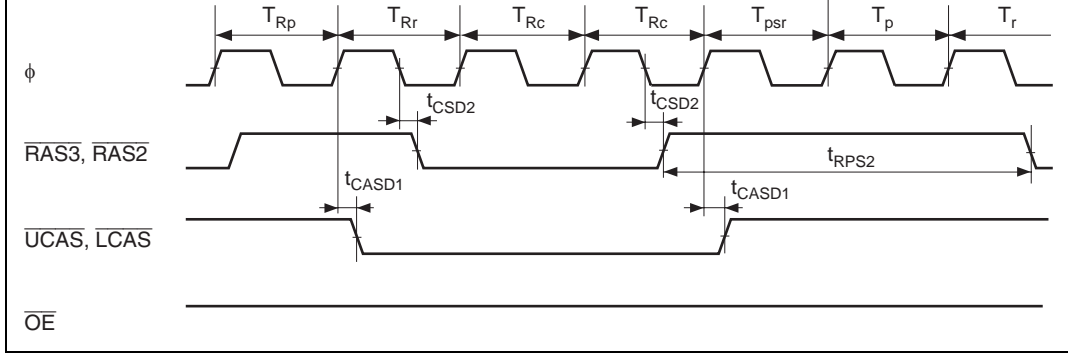 TRp TRr TRc TRc Tpsr Tp Tr
ϕ
tCSD2 tCSD2
RAS3, RAS2
tRPS2
tCASD1 tCASD1
UCAS, LCAS
OE